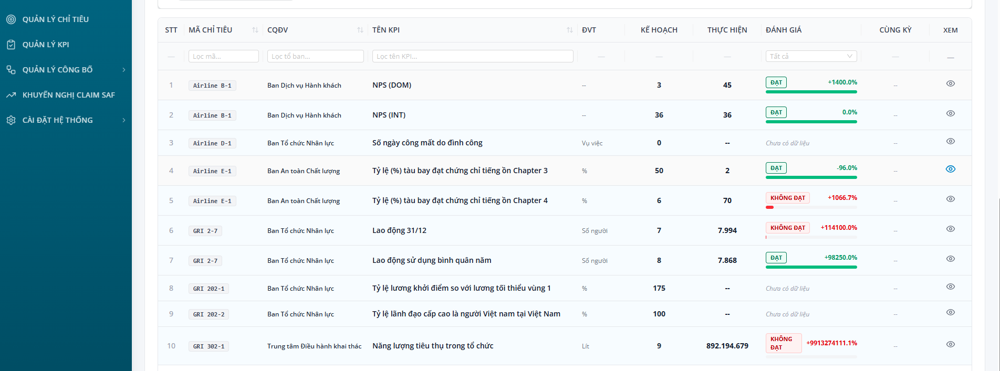 QUẢN LÝ CHỈ TIÊU
QUẢN LÝ KPI
QUẢN LÝ CÔNG BỐ
KHUYẾN NGHỊ CLAIM SAF
CÀI ĐẶT HỆ THỐNG
STT MÃ CHỈ TIÊU CQĐV TÊN KPI ĐVT KẾ HOẠCH THỰC HIỆN ĐÁNH GIÁ CÙNG KỲ XEM
— Lọc mã... Lọc tổ ban... Lọc tên KPI... — — — Tất cả — —
1 Airline B-1 Ban Dịch vụ Hành khách NPS (DOM) -- 3 45 ĐẠT +1400.0% --
2 Airline B-1 Ban Dịch vụ Hành khách NPS (INT) -- 36 36 ĐẠT 0.0% --
3 Airline D-1 Ban Tổ chức Nhân lực Số ngày công mất do đình công Vụ việc 0 -- Chưa có dữ liệu --
4 Airline E-1 Ban An toàn Chất lượng Tỷ lệ (%) tàu bay đạt chứng chỉ tiếng ồn Chapter 3 % 50 2 ĐẠT -96.0% --
5 Airline E-1 Ban An toàn Chất lượng Tỷ lệ (%) tàu bay đạt chứng chỉ tiếng ồn Chapter 4 % 6 70 KHÔNG ĐẠT +1066.7% --
6 GRI 2-7 Ban Tổ chức Nhân lực Lao động 31/12 Số người 7 7.994 KHÔNG ĐẠT +114100.0% --
7 GRI 2-7 Ban Tổ chức Nhân lực Lao động sử dụng bình quân năm Số người 8 7.868 ĐẠT +98250.0% --
8 GRI 202-1 Ban Tổ chức Nhân lực Tỷ lệ lương khởi điểm so với lương tối thiểu vùng 1 % 175 -- Chưa có dữ liệu --
9 GRI 202-2 Ban Tổ chức Nhân lực Tỷ lệ lãnh đạo cấp cao là người Việt nam tại Việt Nam % 100 -- Chưa có dữ liệu --
10 GRI 302-1 Trung tâm Điều hành khai thác Năng lượng tiêu thụ trong tổ chức Lít 9 892.194.679 KHÔNG ĐẠT +9913274111.1% --